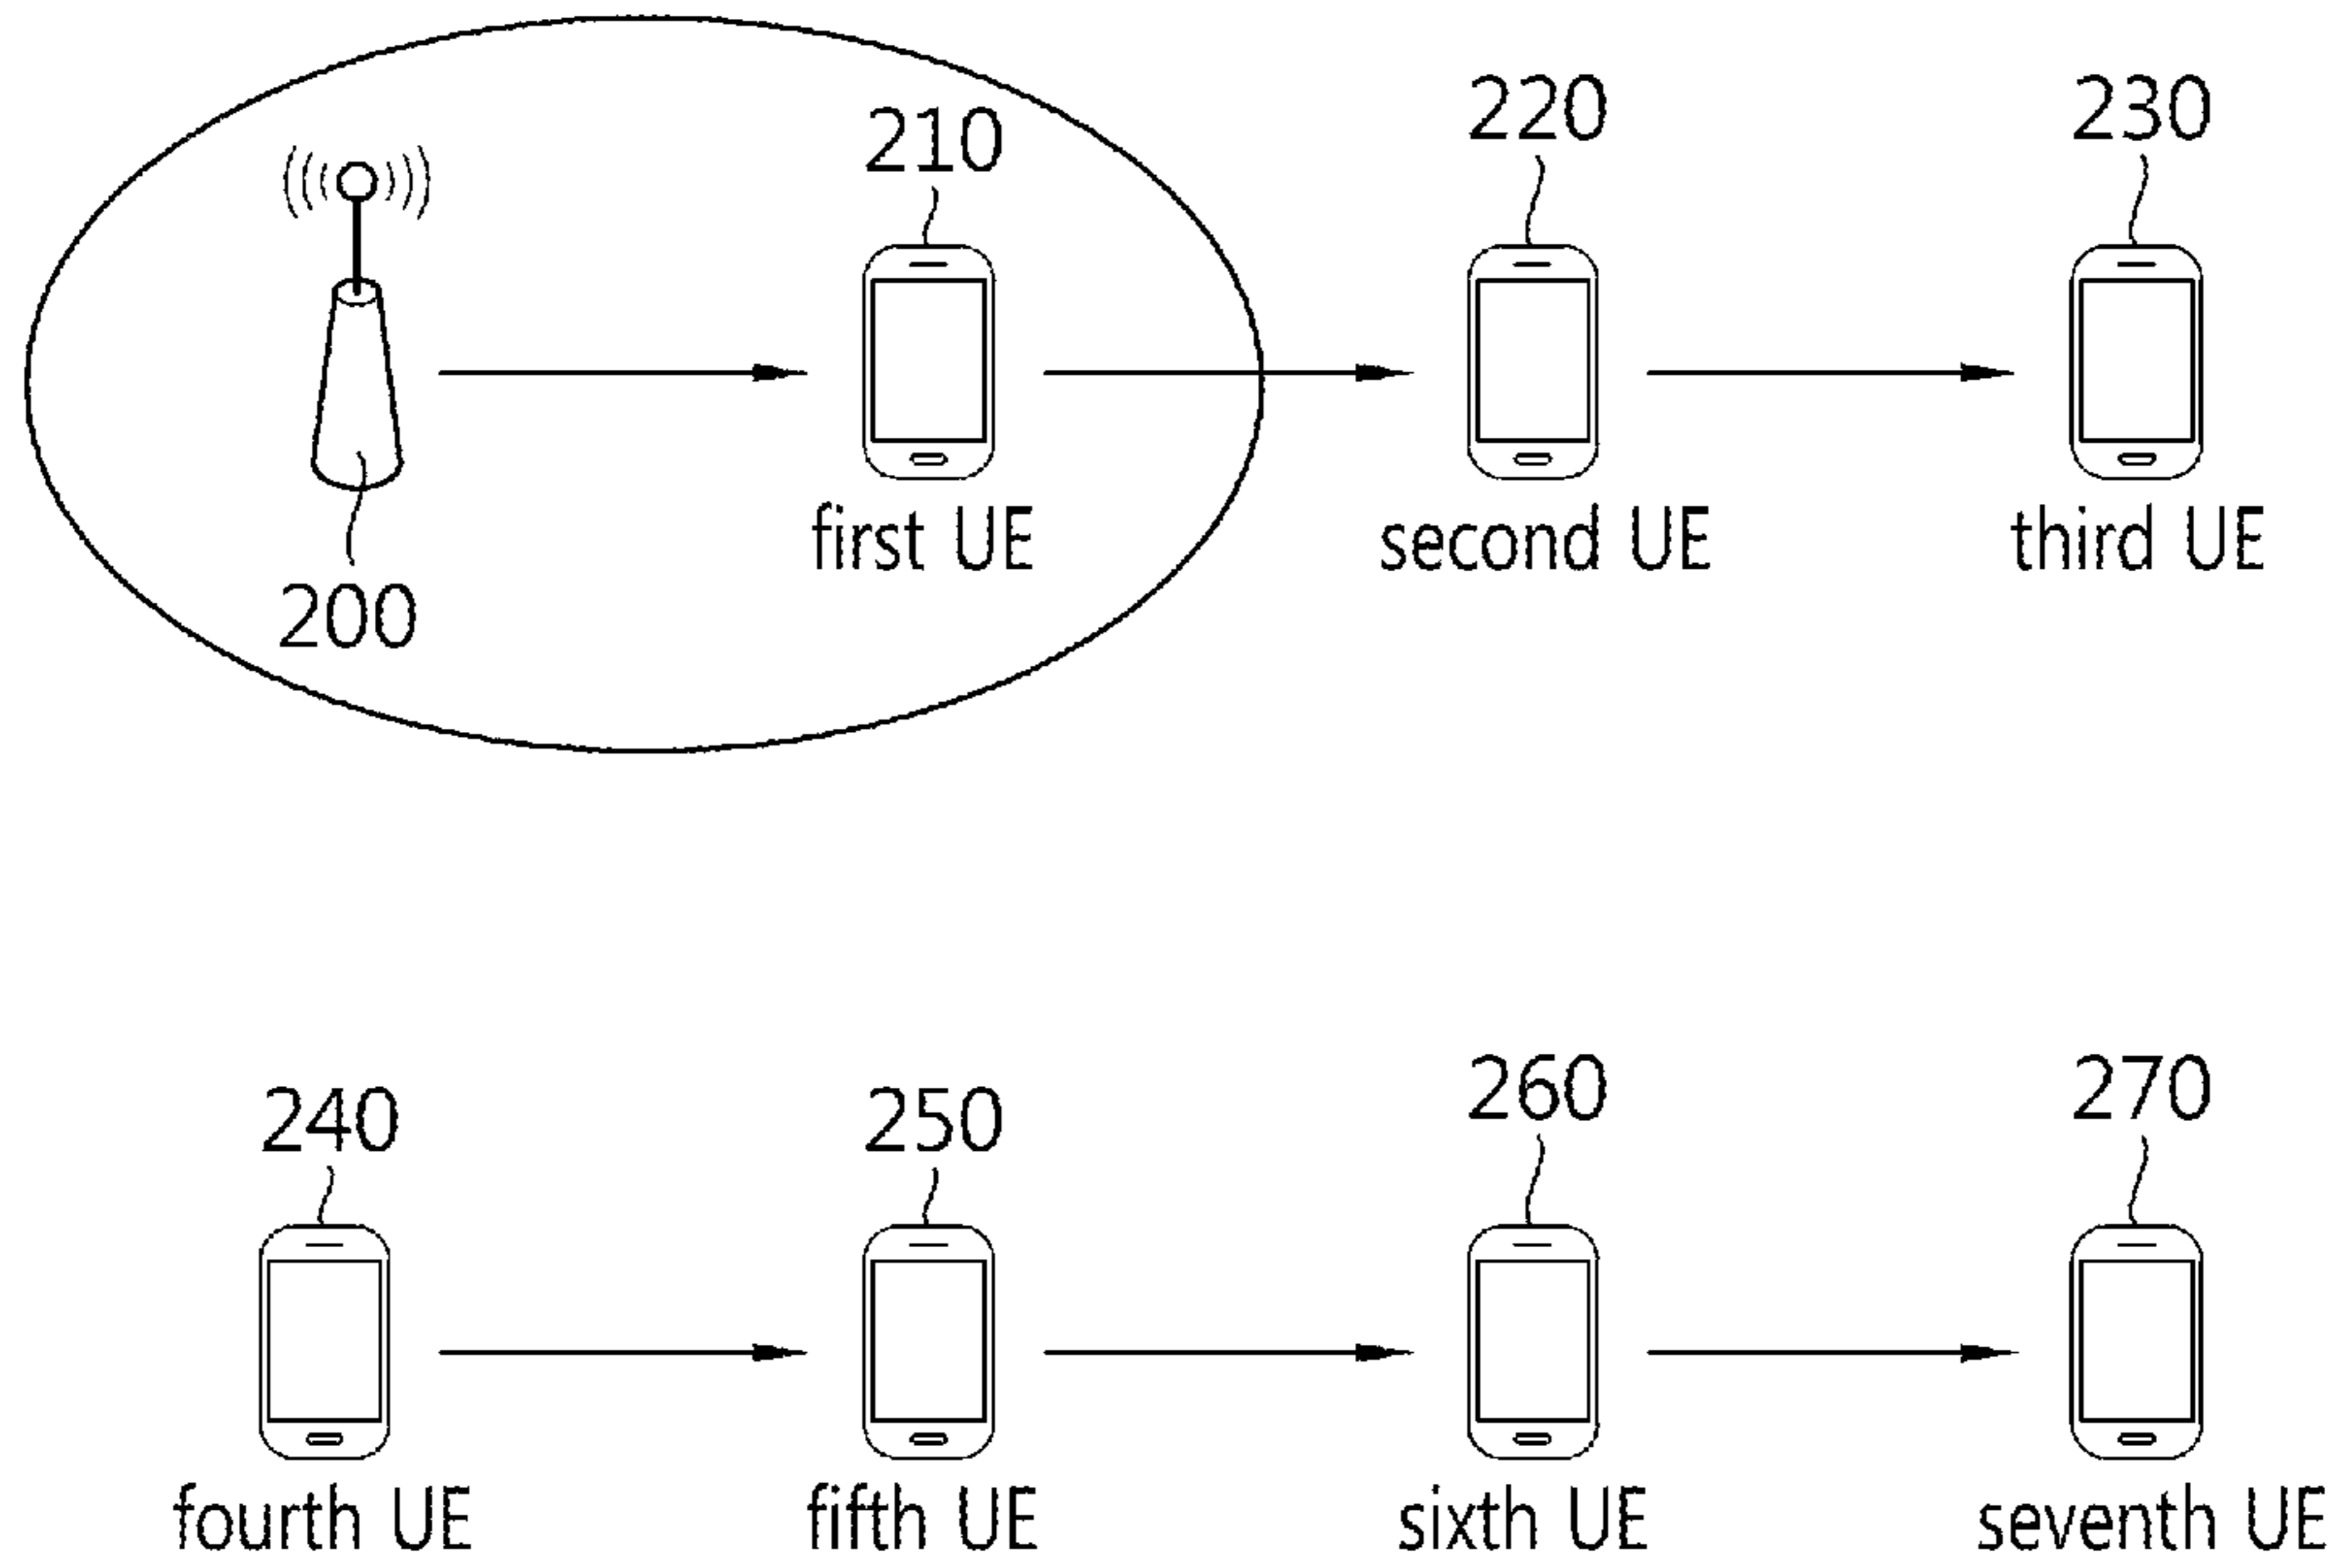 210
220
230
first UE
second UE
third UE
200
240
250
260
270
fourth UE
fifth UE
sixth UE
seventh UE